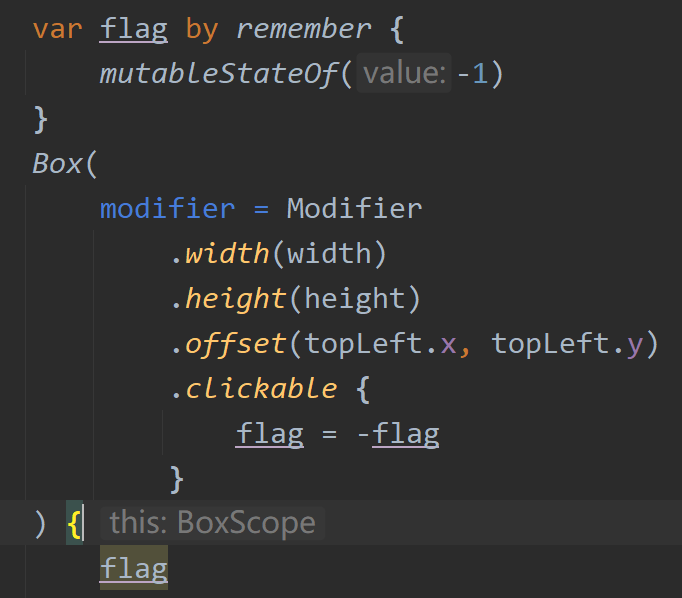 var flag by remember {
mutableStateOf( value: -1)
}
Box(
modifier = Modifier
.width(width)
.height(height)
.offset(topLeft.x, topLeft.y)
.clickable {
flag = -flag
}
) { this: BoxScope
flag